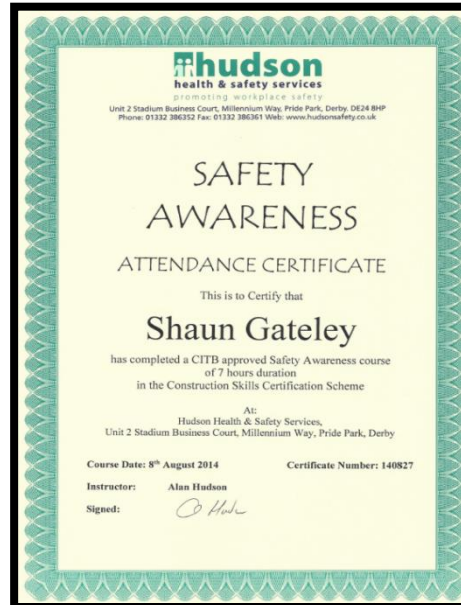 hudson
health & safety services
promoting workplace safety
Unit 2 Stadium Business Court, Millennium Way, Pride Park, Derby. DE24 8HP
Phone: 01332 386352 Fax: 01332 386361 Web: www.hudsonsafety.co.uk
SAFETY
AWARENESS
ATTENDANCE CERTIFICATE
This is to Certify that
Shaun Gateley
has completed a CITB approved Safety Awareness course
of 7 hours duration
in the Construction Skills Certification Scheme
At:
Hudson Health & Safety Services,
Unit 2 Stadium Business Court, Millennium Way, Pride Park, Derby
Course Date: 8th August 2014 Certificate Number: 140827
Instructor: Alan Hudson
Signed: